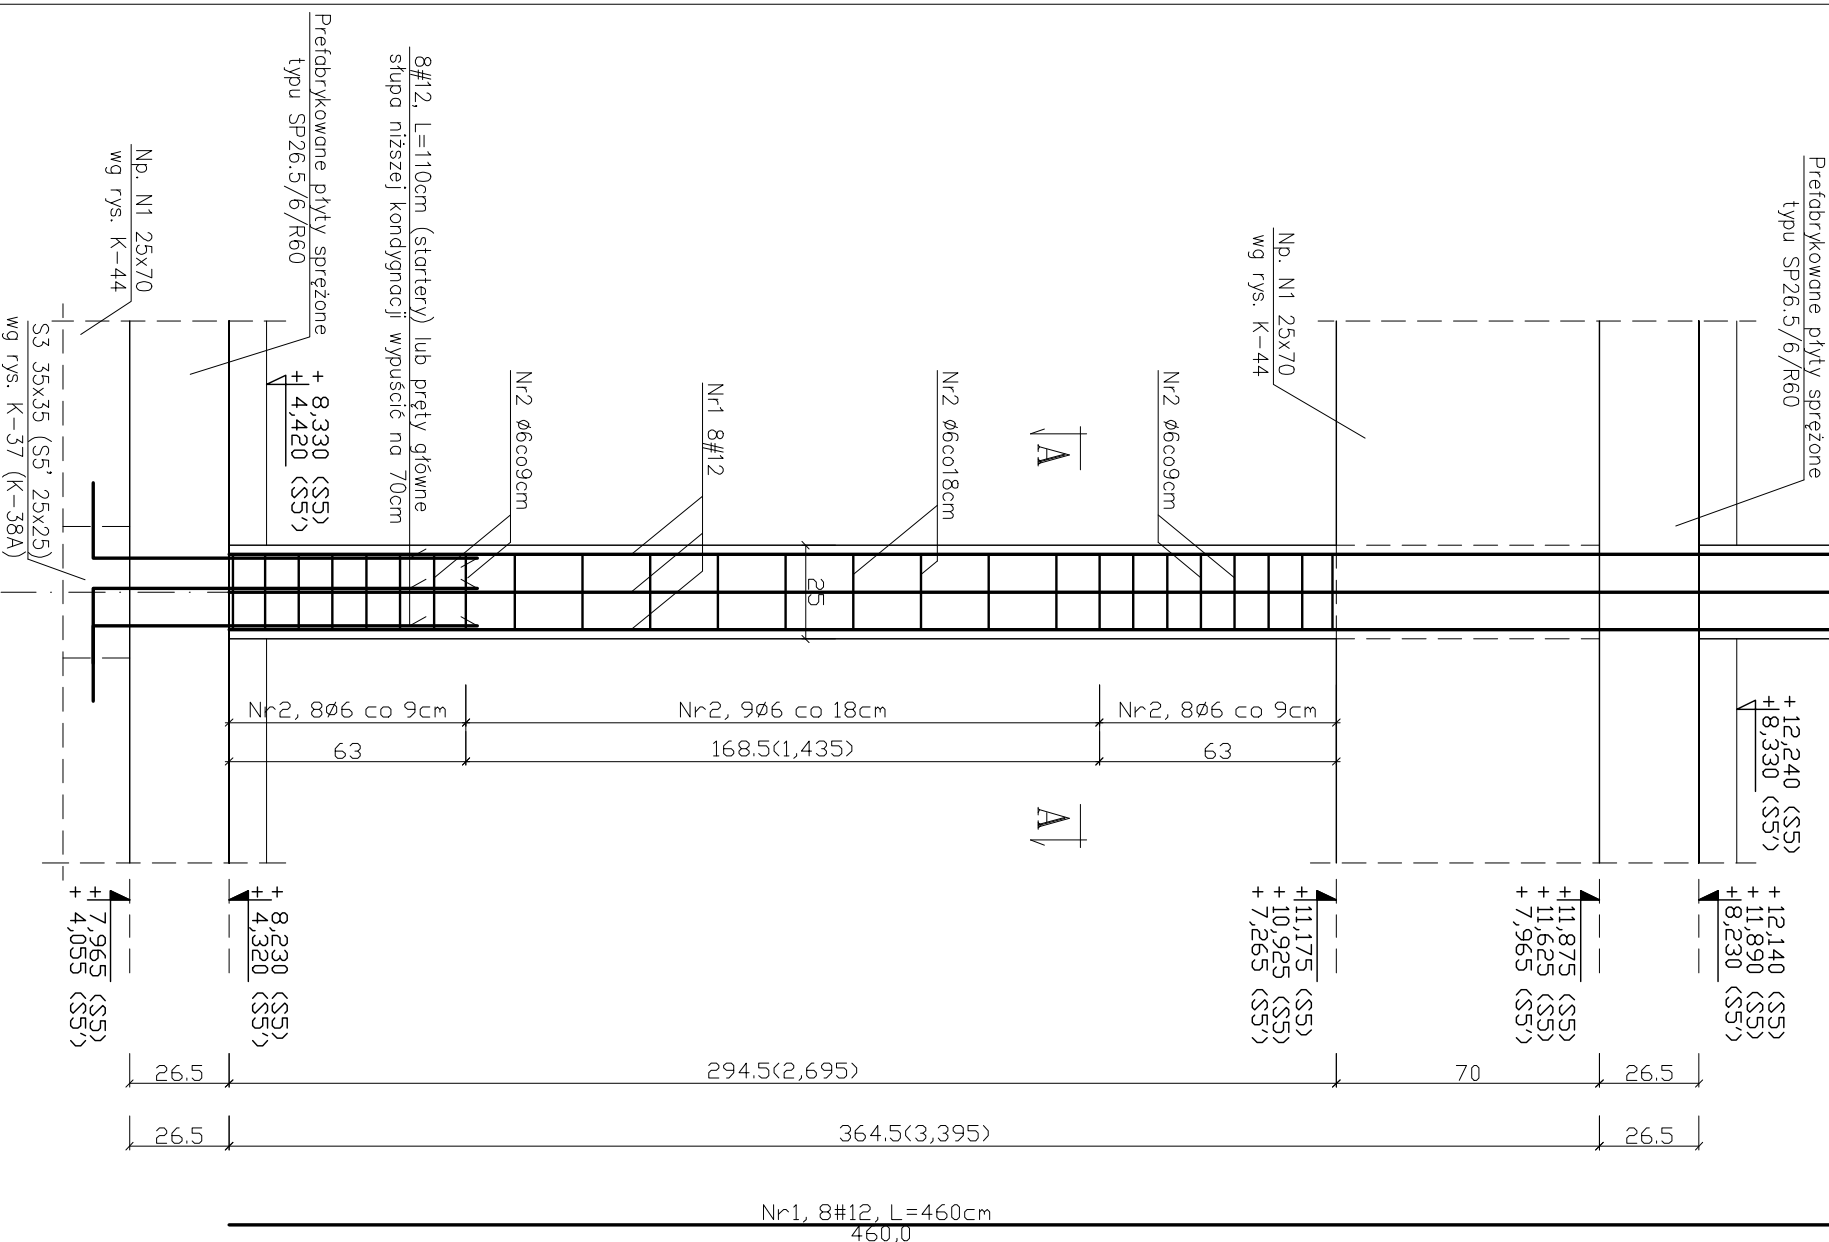 Prefabrykowane płyty sprężone
typu SP26.5/6/R60
Np. N1 25x70
wg rys. K-44
S3 35x35 (S5' 25x25)
wg rys. K-37 (K-38A)
8#12, L=110cm (startery) lub pręty główne
słupa niższej kondygnacji wypuścić na 70cm
+ 8,330 (S5)
+ 4,420 (S5')
Nr2 ø6co9cm
Nr1 8#12
Nr2 ø6co18cm
Nr2 ø6co9cm
A
Np. N1 25x70
wg rys. K-44
Prefabrykowane płyty sprężone
typu SP26.5/6/R60
25
Nr2, 8ø6 co 9cm
Nr2, 9ø6 co 18cm
Nr2, 8ø6 co 9cm
63
168.5(1,435)
63
A
+ 12,240 (S5)
+ 8,330 (S5')
+ 7,965 (S5)
+ 4,055 (S5')
+ 8,230 (S5)
+ 4,320 (S5')
+11,175 (S5)
+ 10,925 (S5)
+ 7,265 (S5')
+11,875 (S5)
+ 11,625 (S5)
+ 7,965 (S5')
+ 12,140 (S5)
+ 11,890 (S5)
+ 8,230 (S5')
26.5
294.5(2,695)
70
26.5
26.5
364.5(3,395)
26.5
Nr1, 8#12, L=460cm
460,0